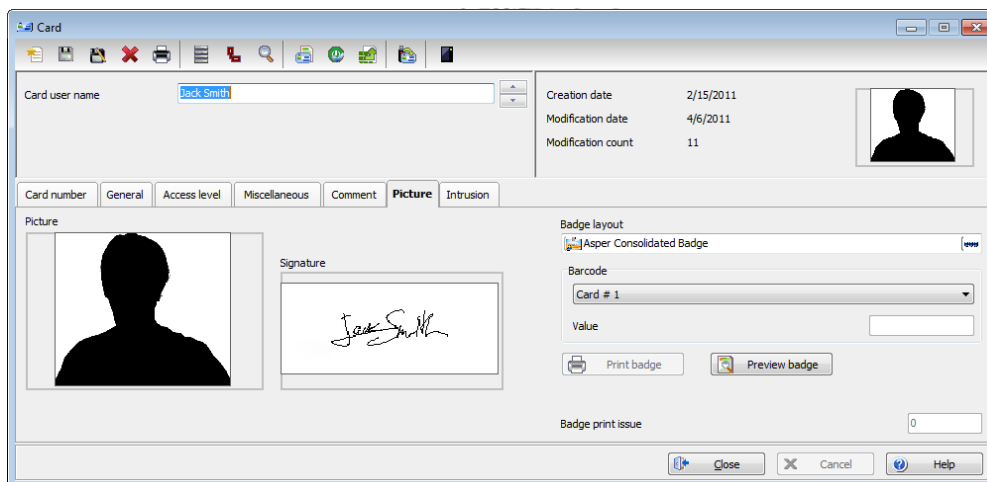 Card
Card user name
Jack Smith
Creation date 2/15/2011
Modification date 4/6/2011
Modification count 11
Card number General Access level Miscellaneous Comment Picture Intrusion
Picture
Signature
Jack Smith
Badge layout
Asper Consolidated Badge
Barcode
Card # 1
Value
Print badge Preview badge
Badge print issue 0
Close Cancel Help